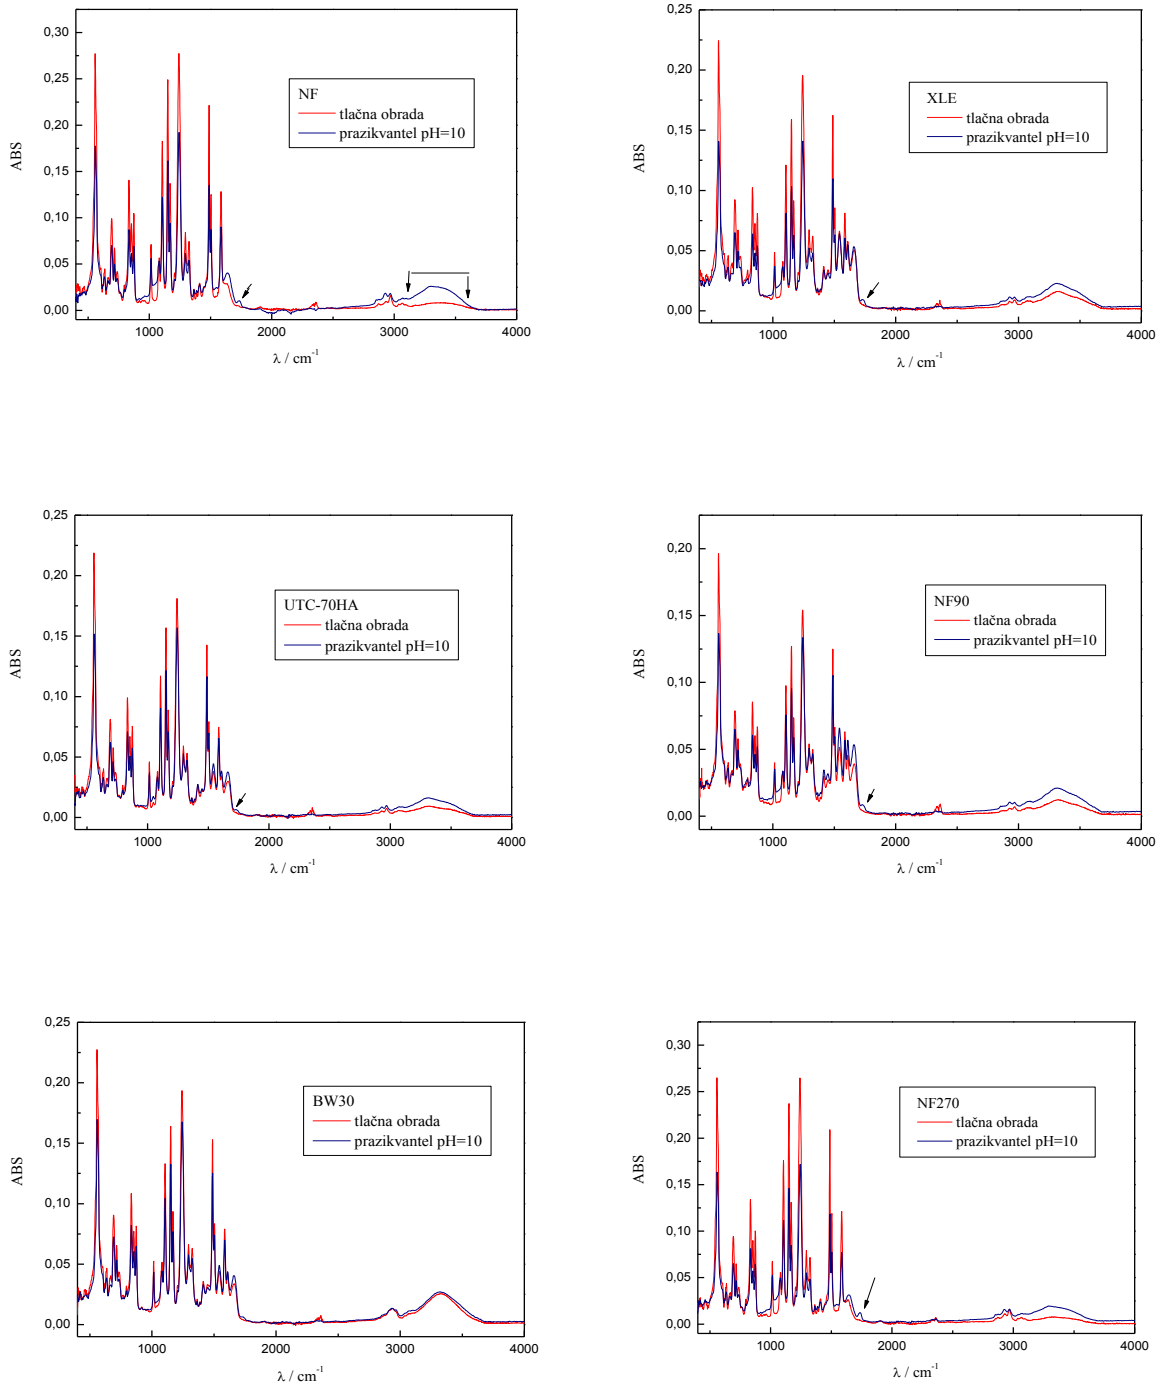 0,30
0,25
0,20
0,15
0,10
0,05
0,00
ABS
NF
tlačna obrada
prazikvantel pH=10
1000 2000 3000 4000
λ / cm⁻¹
0,25
0,20
0,15
0,10
0,05
0,00
ABS
XLE
tlačna obrada
prazikvantel pH=10
1000 2000 3000 4000
λ / cm⁻¹
0,25
0,20
0,15
0,10
0,05
0,00
ABS
UTC-70HA
tlačna obrada
prazikvantel pH=10
1000 2000 3000 4000
λ / cm⁻¹
0,20
0,15
0,10
0,05
0,00
ABS
NF90
tlačna obrada
prazikvantel pH=10
1000 2000 3000 4000
λ / cm⁻¹
0,25
0,20
0,15
0,10
0,05
0,00
ABS
BW30
tlačna obrada
prazikvantel pH=10
1000 2000 3000 4000
λ / cm⁻¹
0,30
0,25
0,20
0,15
0,10
0,05
0,00
ABS
NF270
tlačna obrada
prazikvantel pH=10
1000 2000 3000 4000
λ / cm⁻¹